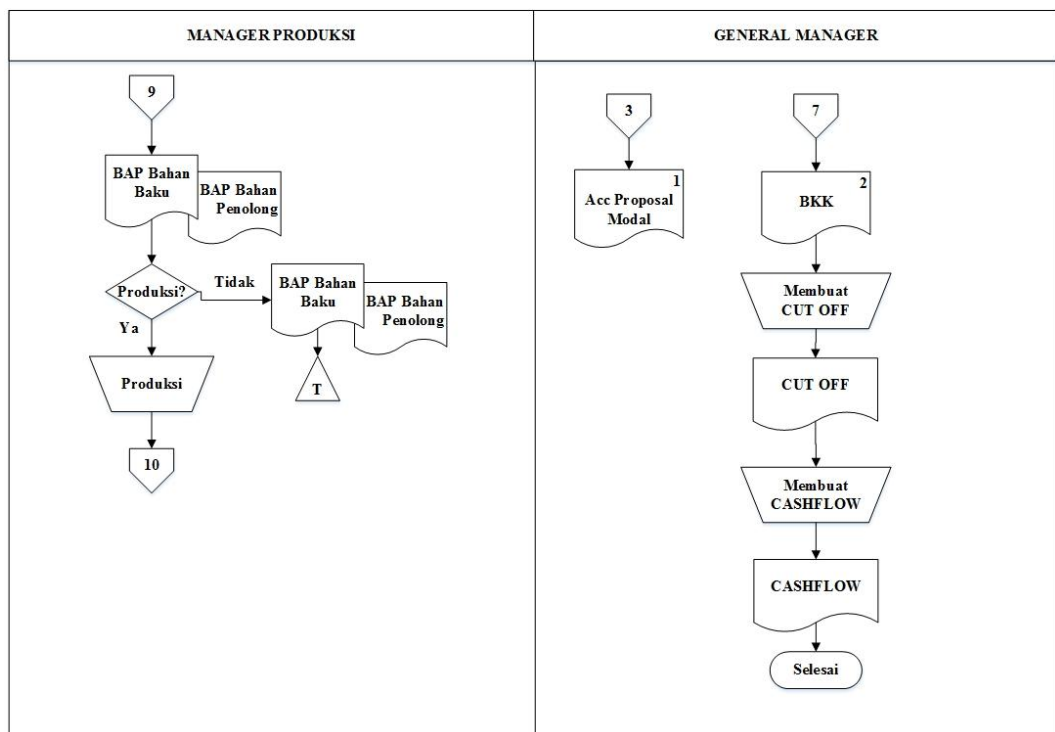 MANAGER PRODUKSI
9
BAP Bahan
Baku
BAP Bahan
Penolong
Produksi?
Tidak
BAP Bahan
Baku
BAP Bahan
Penolong
Ya
T
Produksi
10
GENERAL MANAGER
3
1
Acc Proposal
Modal
7
2
BKK
Membuat
CUT OFF
CUT OFF
Membuat
CASHFLOW
CASHFLOW
Selesai